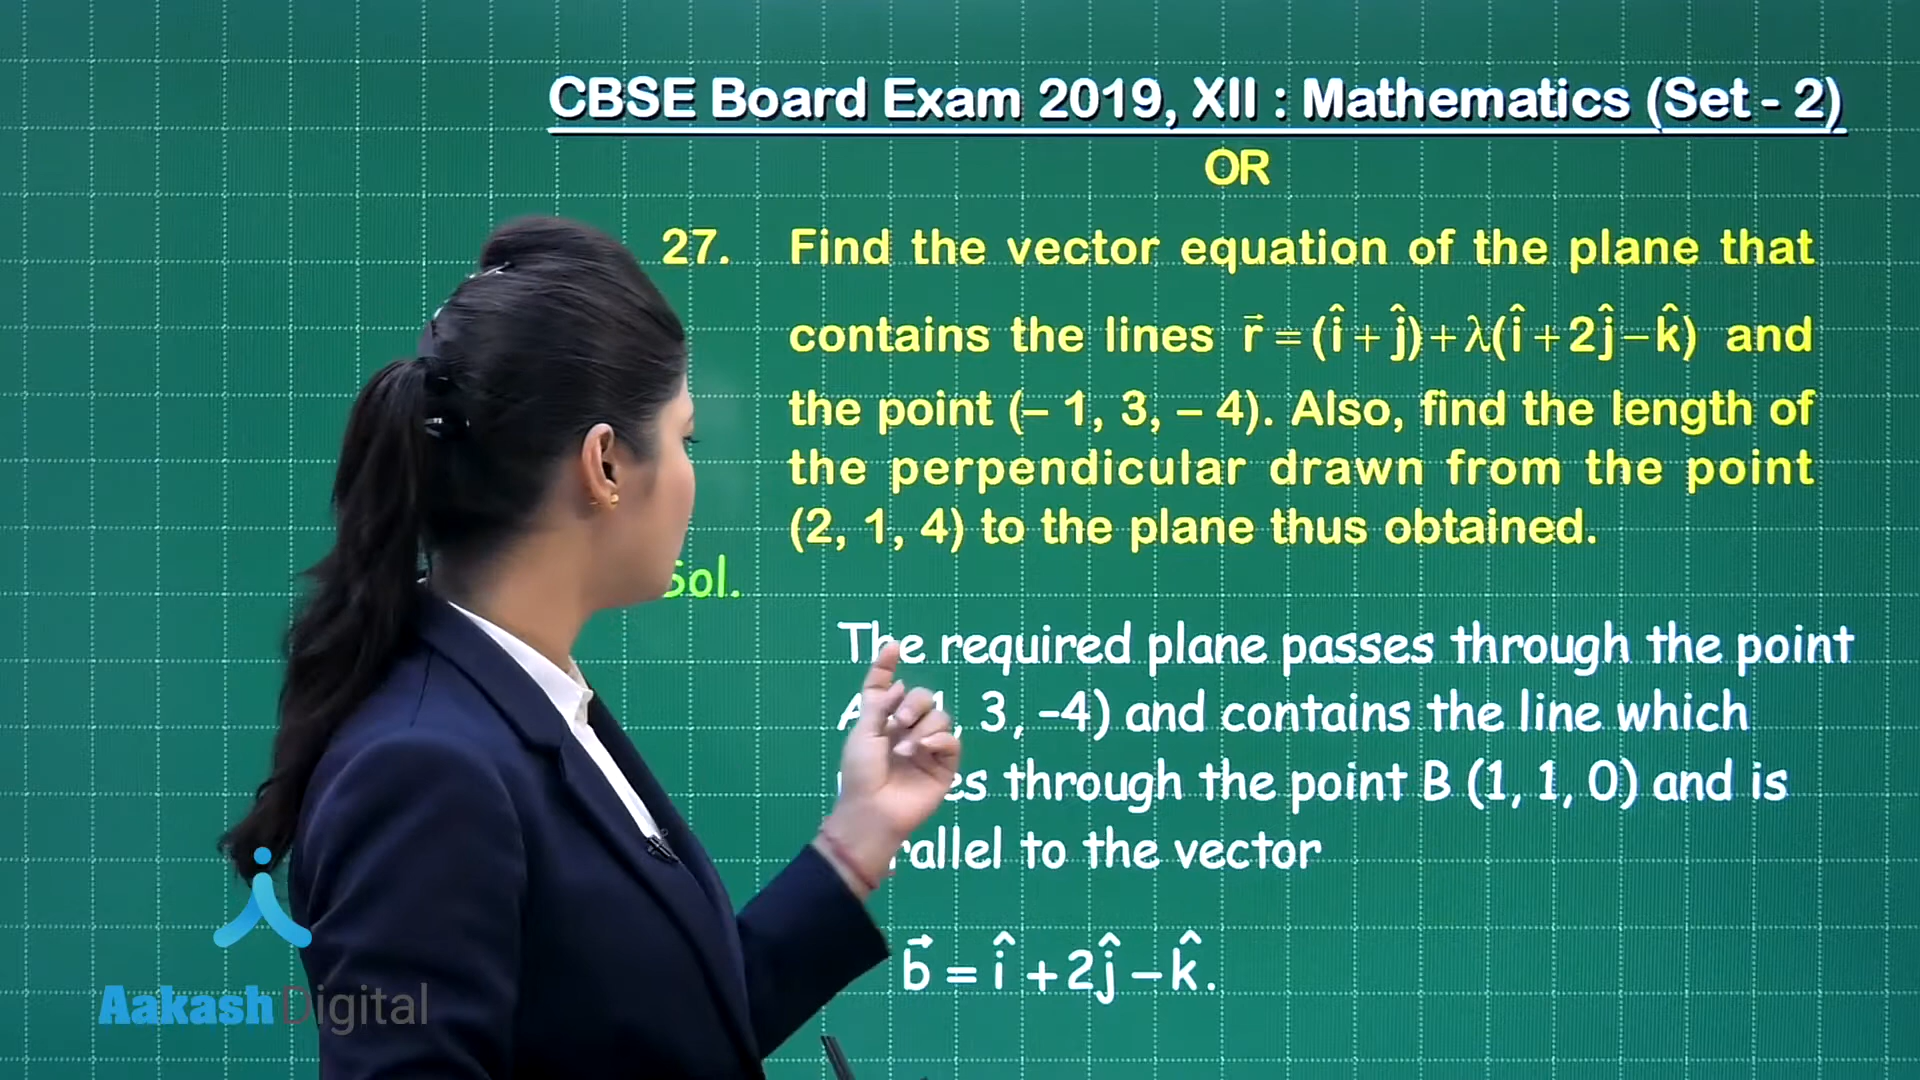 CBSE Board Exam 2019, XII : Mathematics (Set - 2)
OR
27. Find the vector equation of the plane that
contains the lines r⃗ = (î + ĵ) + λ(î + 2ĵ – k̂) and
the point (– 1, 3, – 4). Also, find the length of
the perpendicular drawn from the point
(2, 1, 4) to the plane thus obtained.
Sol.
The required plane passes through the point
3, –4) and contains the line which
through the point B (1, 1, 0) and is
to the vector
b⃗ = î + 2ĵ – k̂.
Aakash Digital